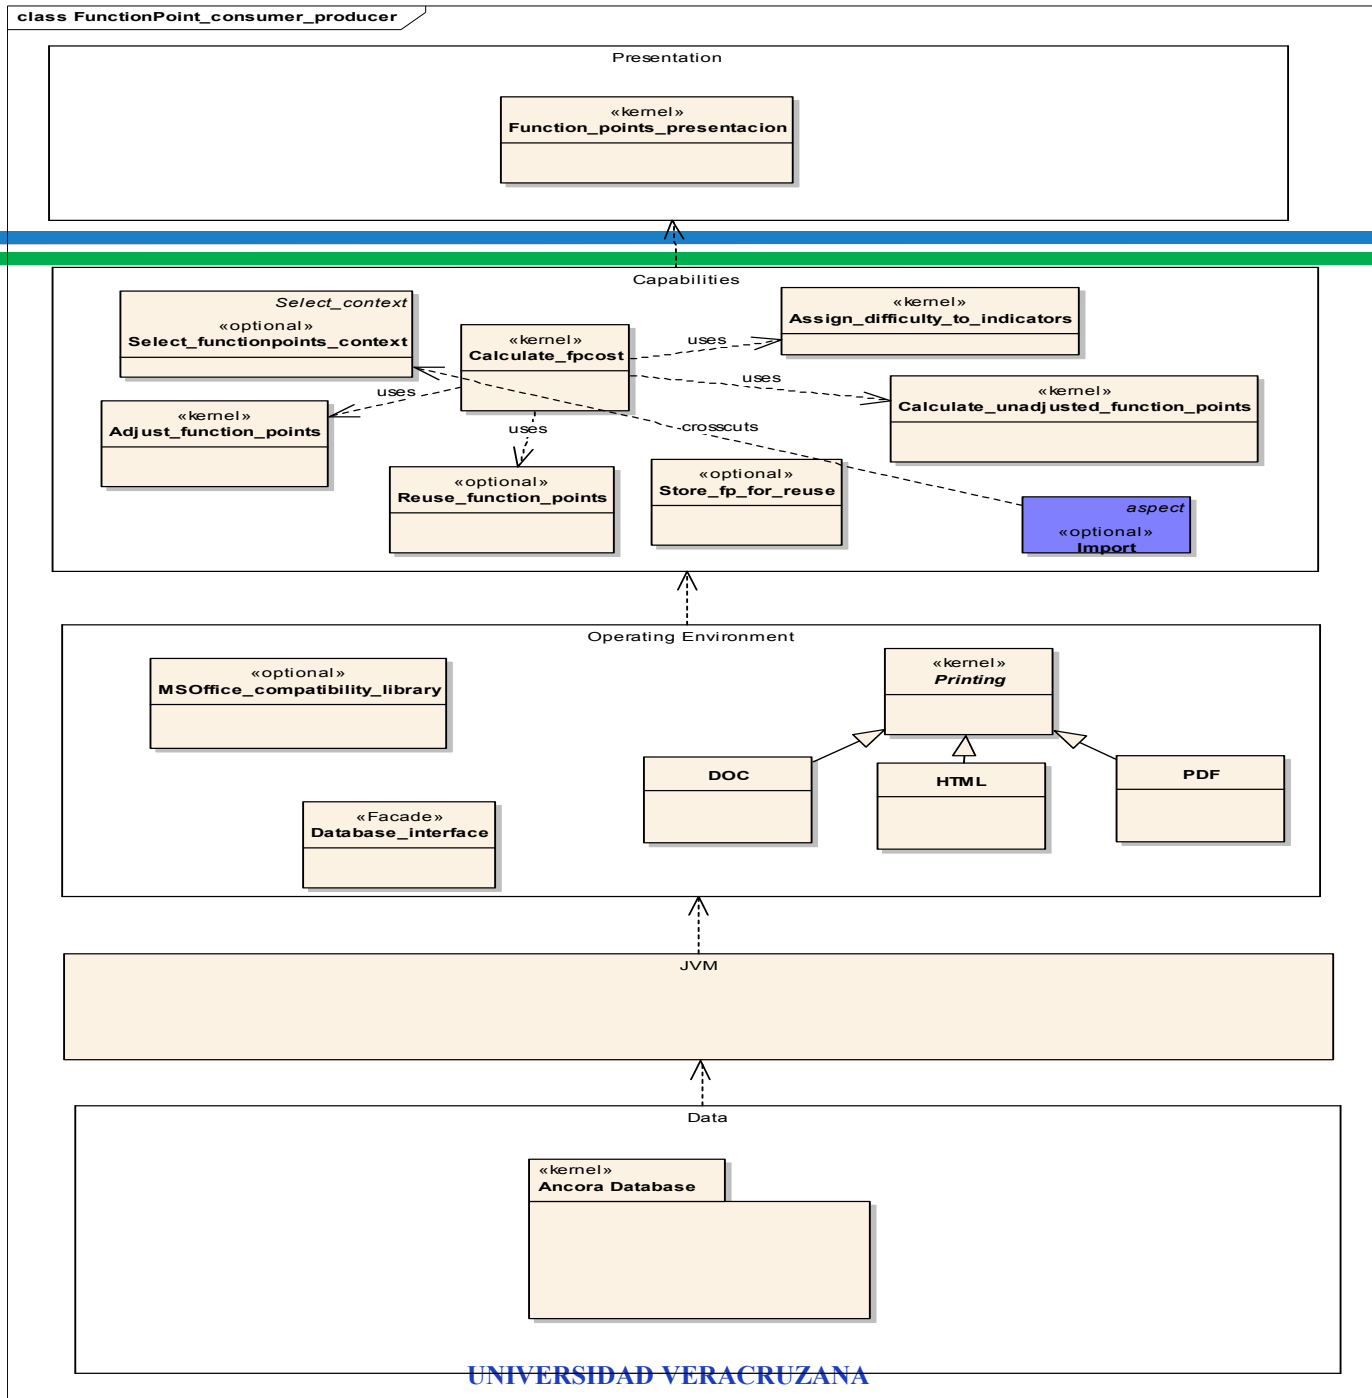 class FunctionPoint_consumer_producer
Presentation
«kernel»
Function_points_presentacion
Capabilities
Select_context
«optional»
Select_functionpoints_context
«kernel»
Calculate_fpcost
uses
«kernel»
Assign_difficulty_to_indicators
uses
«kernel»
Calculate_unadjusted_function_points
uses
«kernel»
Adjust_function_points
uses
crosscuts
«optional»
Reuse_function_points
«optional»
Store_fp_for_reuse
aspect
«optional»
Import
Operating Environment
«optional»
MSOffice_compatibility_library
«kernel»
Printing
DOC
HTML
PDF
«Facade»
Database_interface
JVM
Data
«kernel»
Ancora Database
UNIVERSIDAD VERACRUZANA